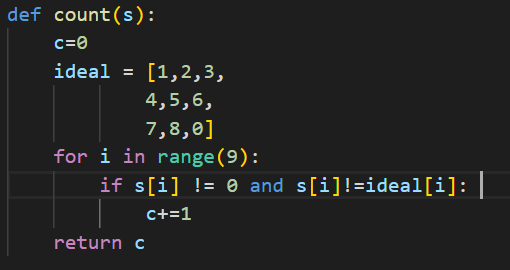 def count(s):
    c=0
    ideal = [1,2,3,
             4,5,6,
             7,8,0]
    for i in range(9):
        if s[i] != 0 and s[i]!=ideal[i]:
            c+=1
    return c